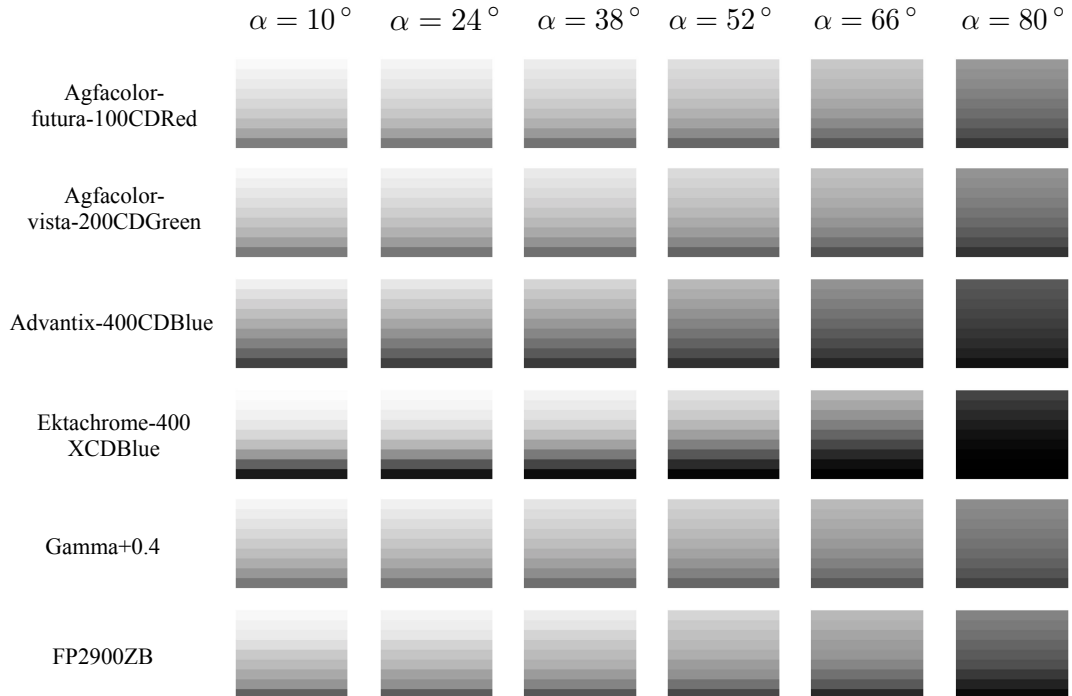 α = 10° α = 24° α = 38° α = 52° α = 66° α = 80°
Agfacolor-
futura-100CDRed
Agfacolor-
vista-200CDGreen
Advantix-400CDBlue
Ektachrome-400
XCDBlue
Gamma+0.4
FP2900ZB